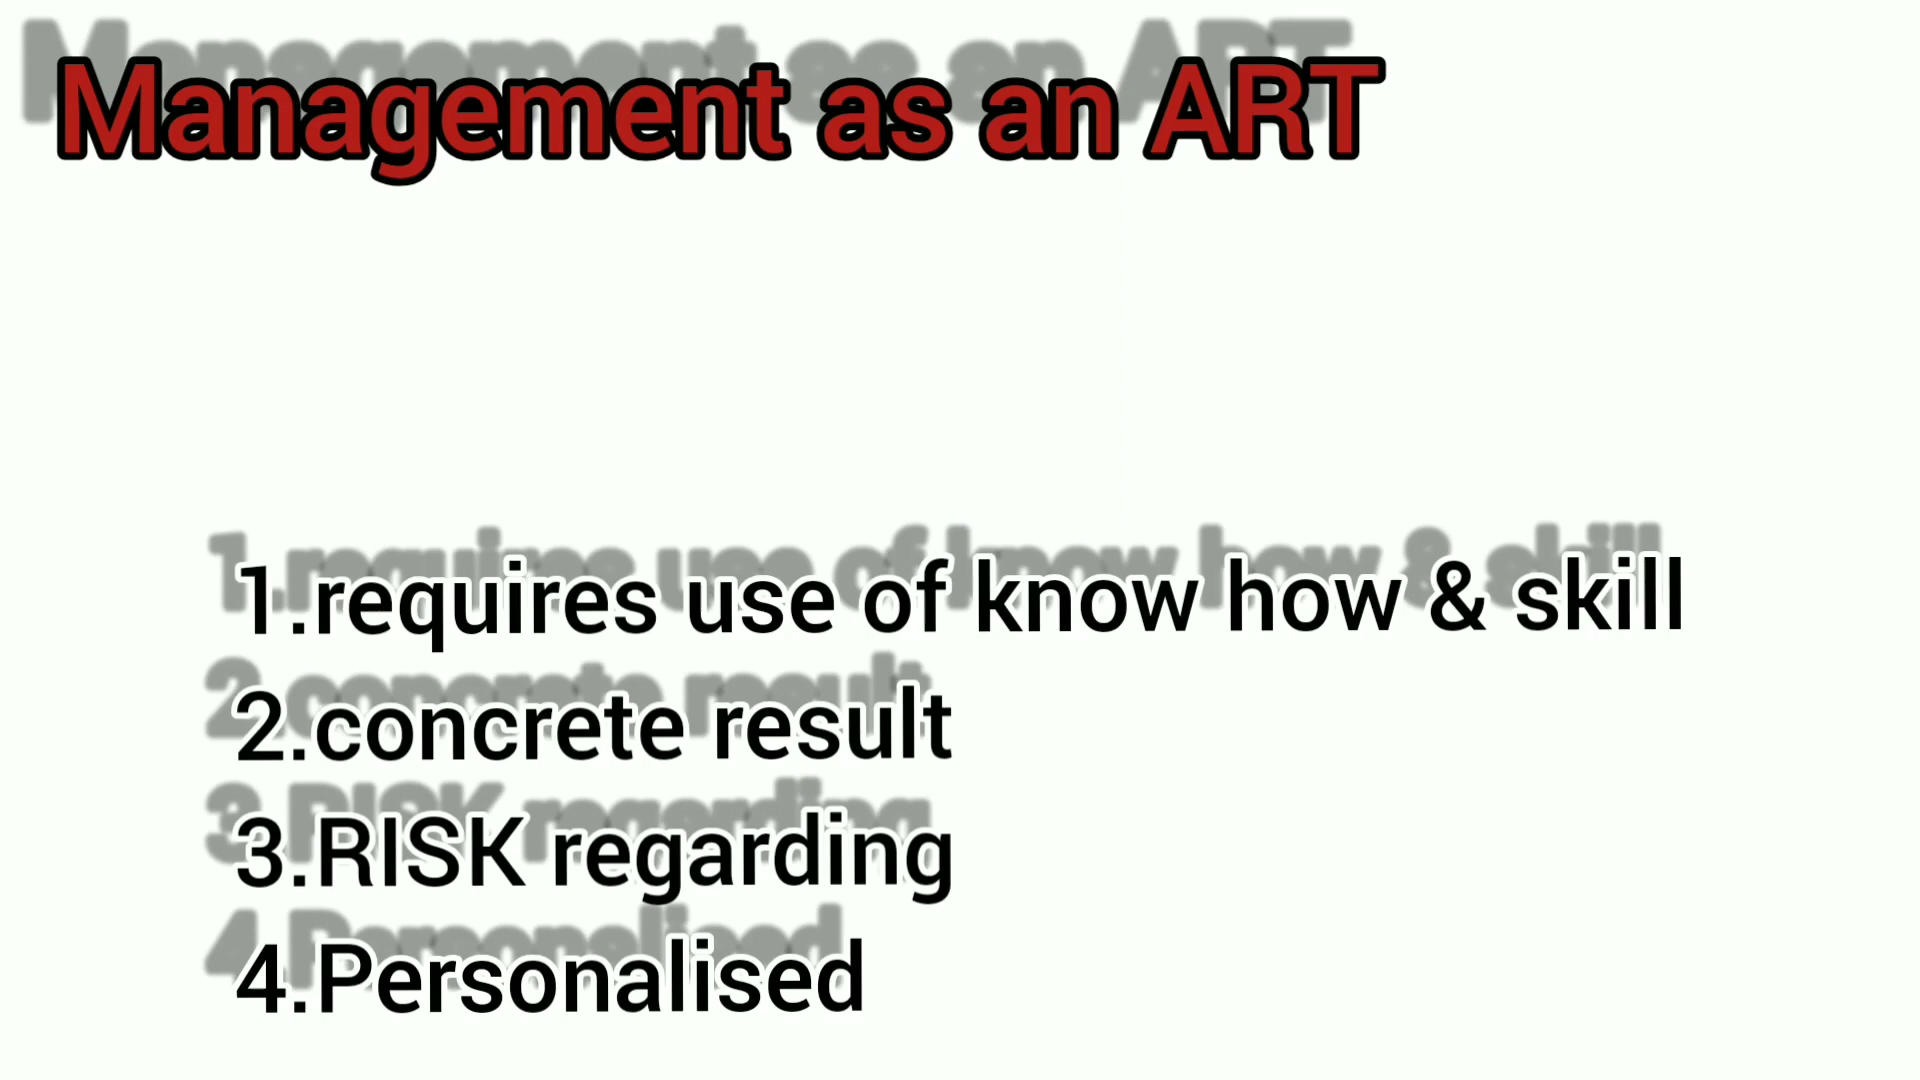 Management as an ART
1.requires use of know how & skill
2.concrete result
3.RISK regarding
4.Personalised